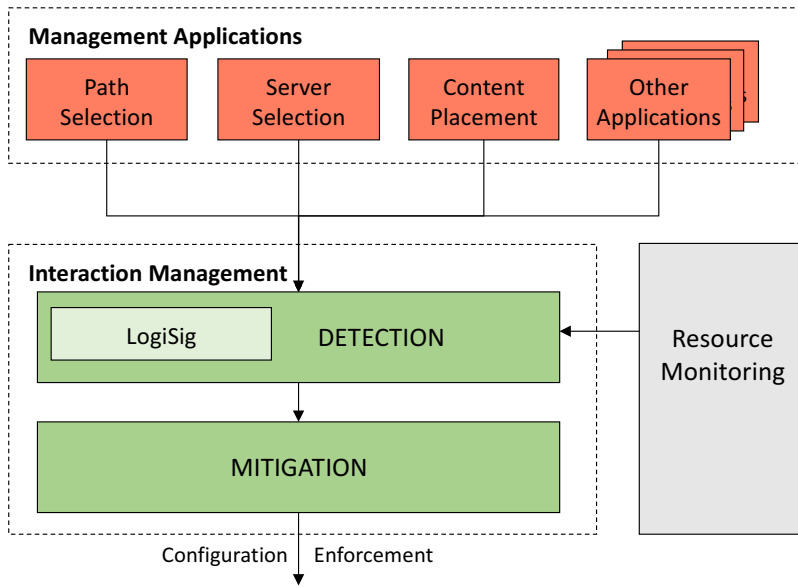 Management Applications
Path
Selection
Server
Selection
Content
Placement
Other
Applications
Interaction Management
LogiSig
DETECTION
Resource
Monitoring
MITIGATION
Configuration
Enforcement